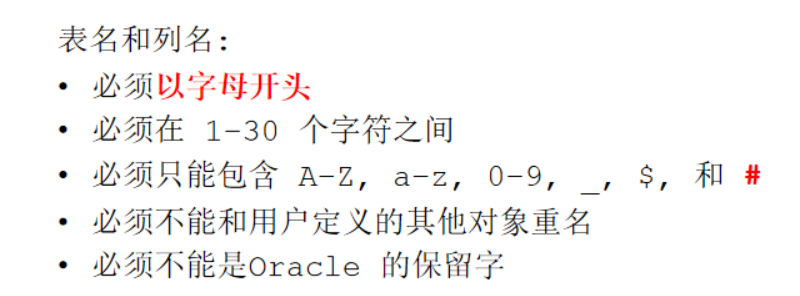 表名和列名:
• 必须以字母开头
• 必须在 1–30 个字符之间
• 必须只能包含 A–Z, a–z, 0–9, _, $, 和 #
• 必须不能和用户定义的其他对象重名
• 必须不能是Oracle 的保留字